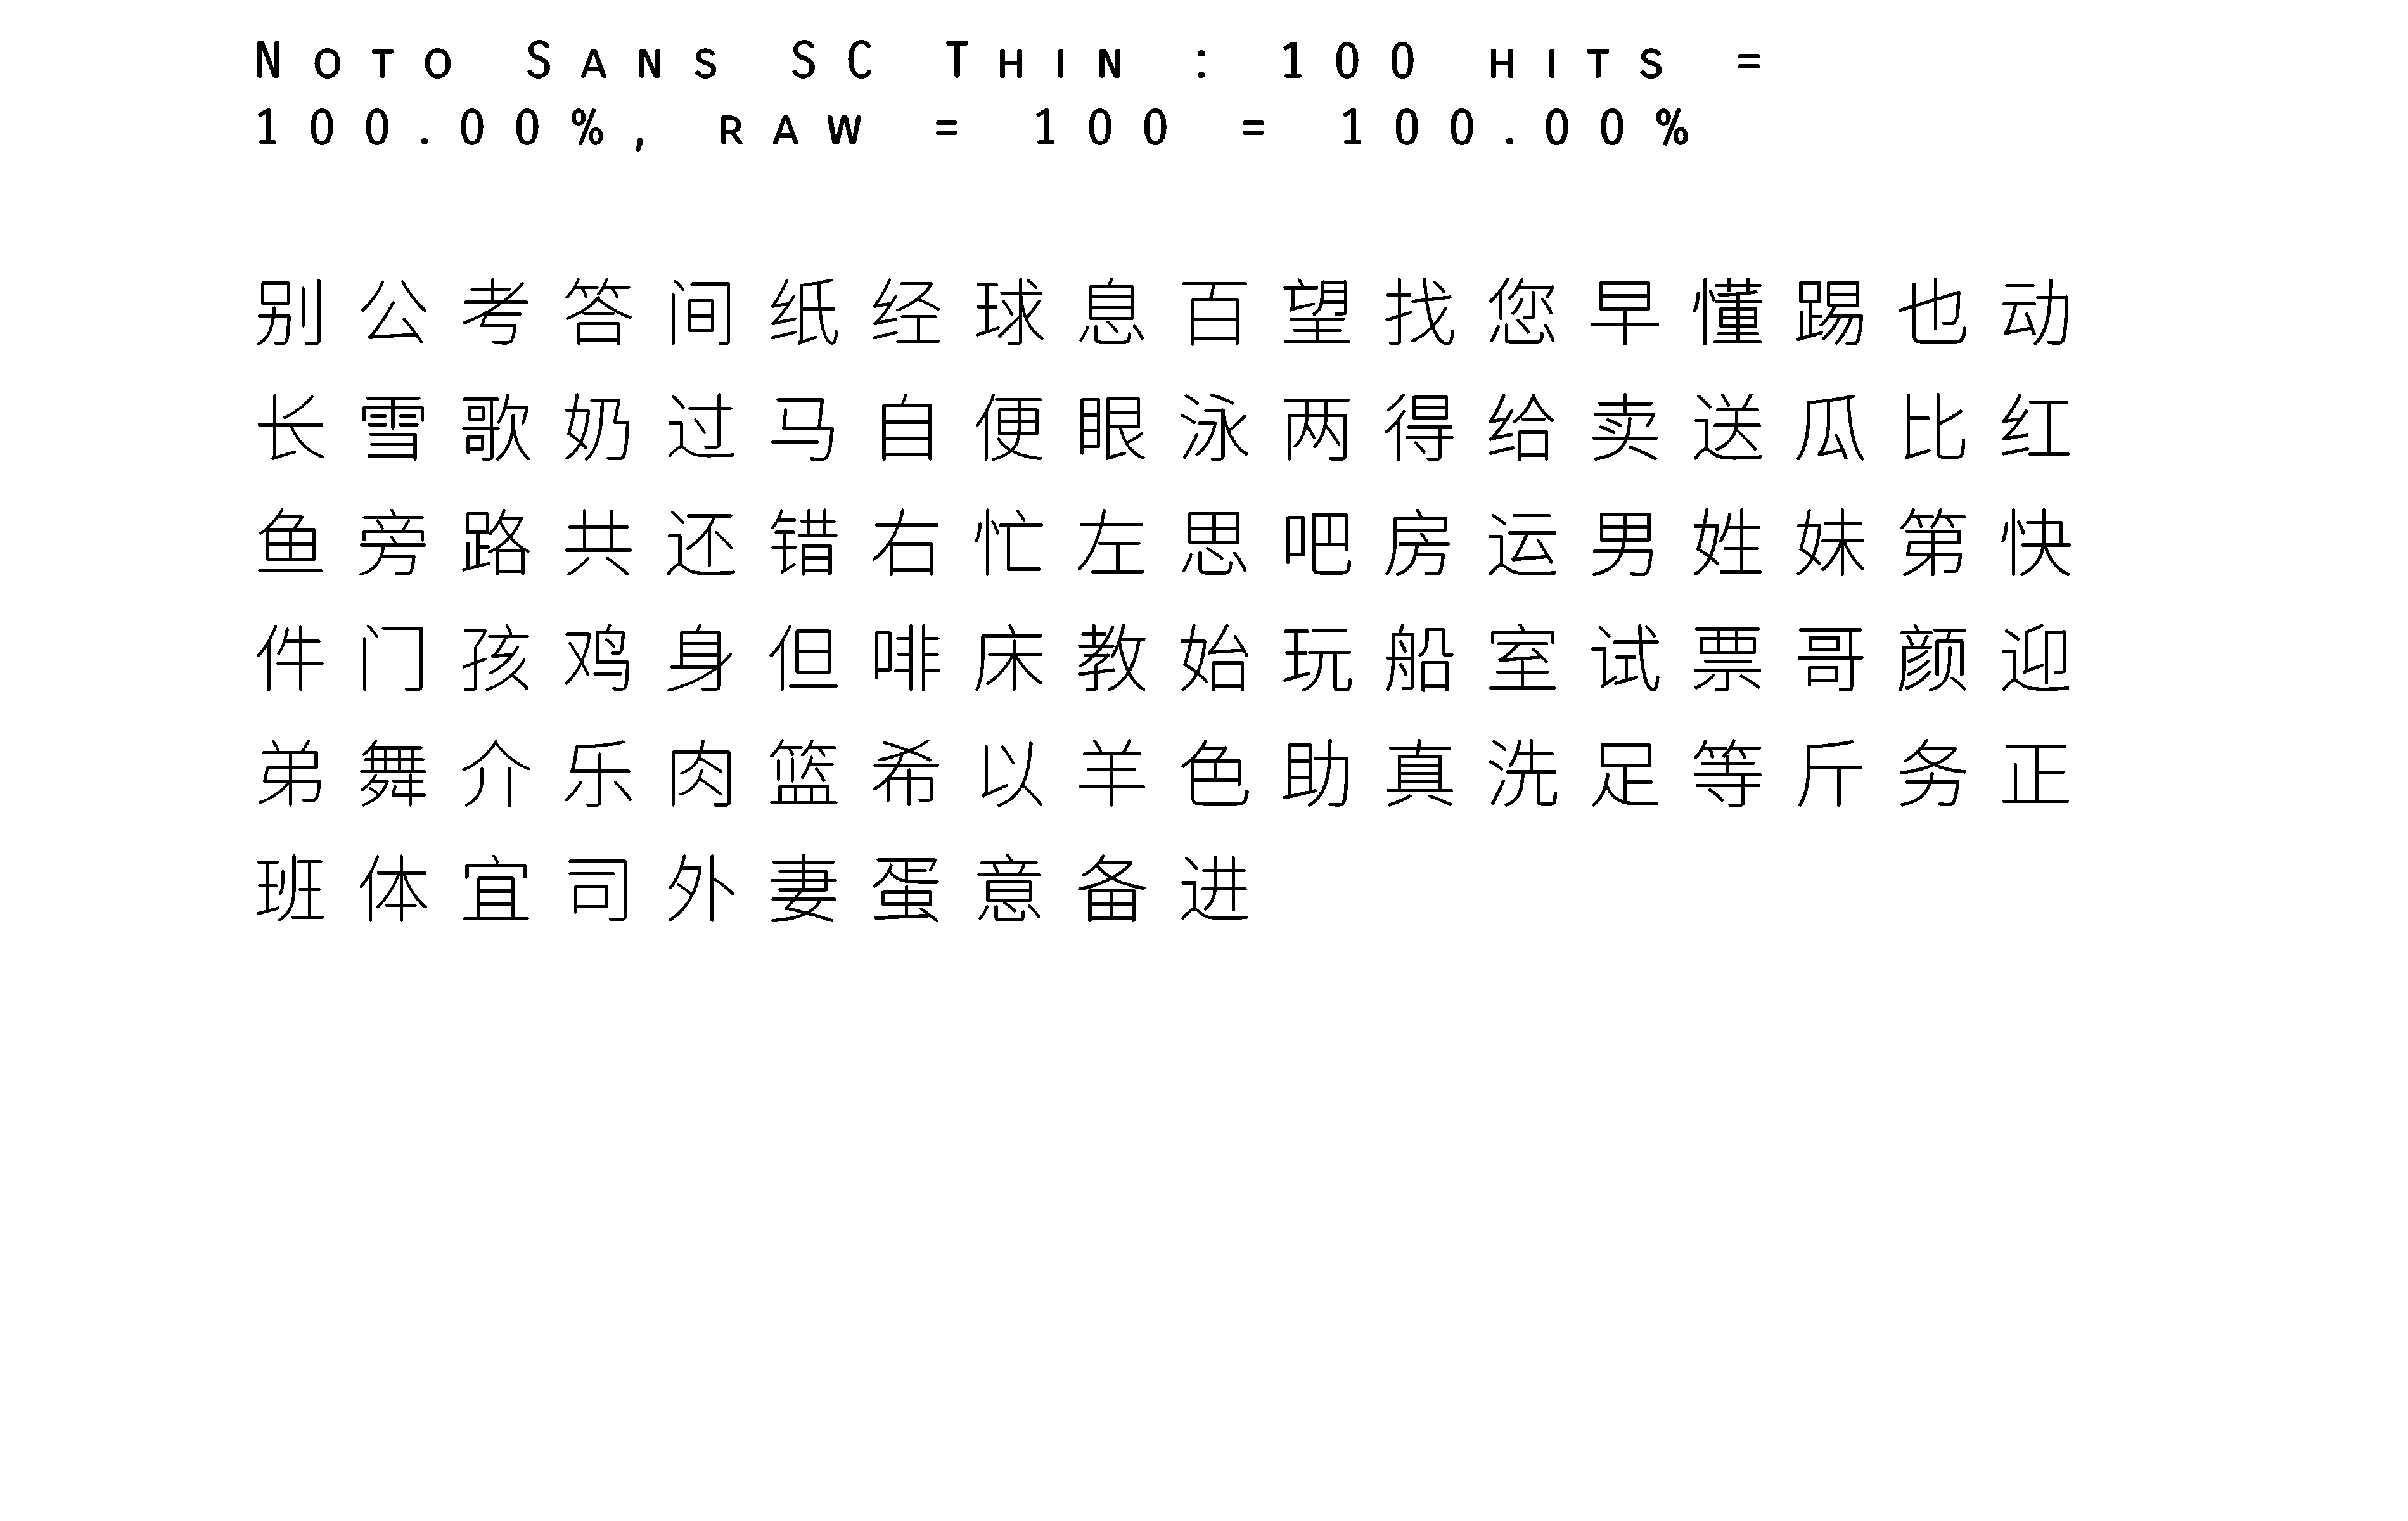 Noto Sans SC Thin : 100 hits =
100.00%, raw = 100 = 100.00%
别公考答间纸经球息百望找您早懂踢也动
长雪歌奶过马自便眼泳两得给卖送瓜比红
鱼旁路共还错右忙左思吧房运男姓妹第快
件门孩鸡身但啡床教始玩船室试票哥颜迎
弟舞介乐肉篮希以羊色助真洗足等斤务正
班体宜司外妻蛋意备进